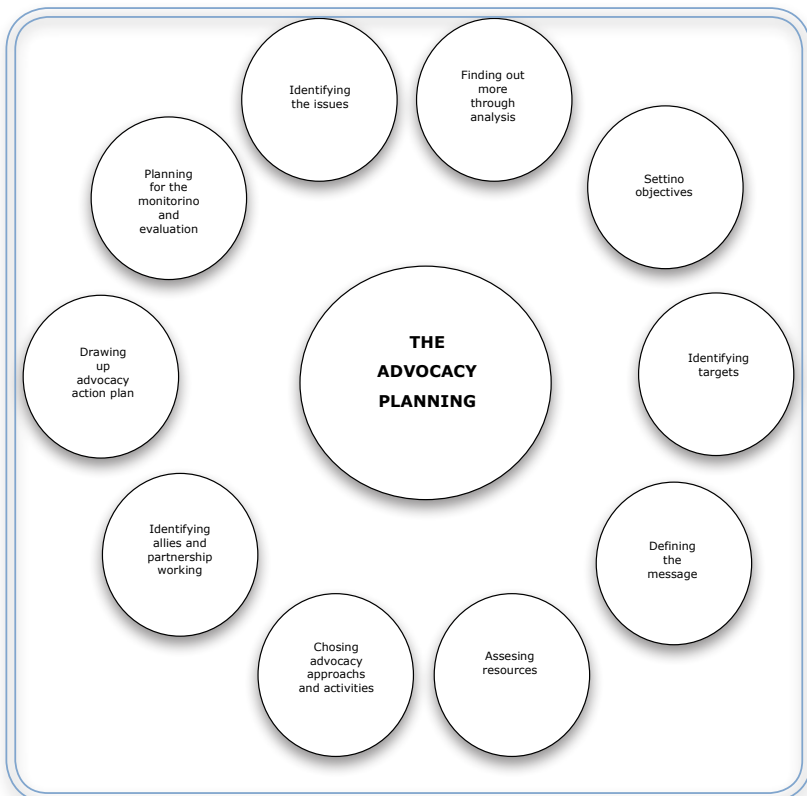 Identifying
the issues
Finding out
more
through
analysis
Settino
objectives
Identifying
targets
Defining
the
message
Assesing
resources
Chosing
advocacy
approachs
and activities
Identifying
allies and
partnership
working
Drawing
up
advocacy
action plan
Planning
for the
monitorino
and
evaluation
THE
ADVOCACY
PLANNING